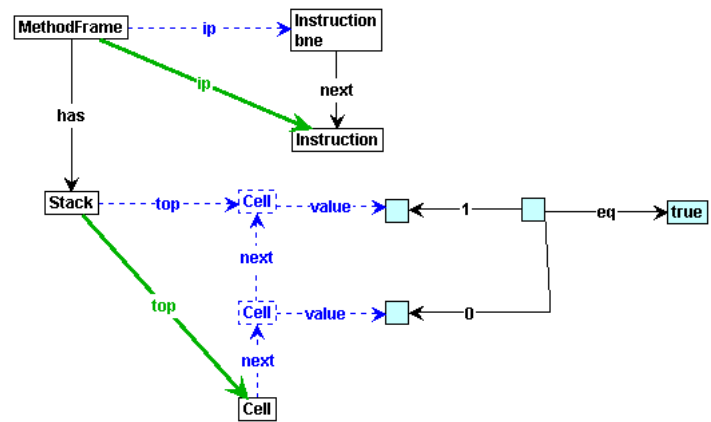 MethodFrame
ip
Instruction
bne
ip
next
has
Instruction
Stack
top
Cell
value
1
eq
true
next
top
Cell
value
0
next
Cell